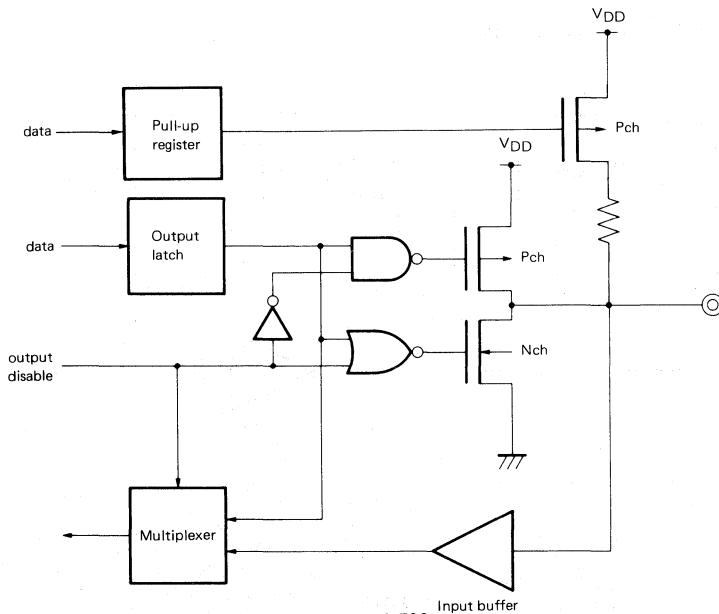 VDD
data
Pull-up
register
Pch
VDD
data
Output
latch
Pch
output
disable
Nch
Multiplexer
Input buffer